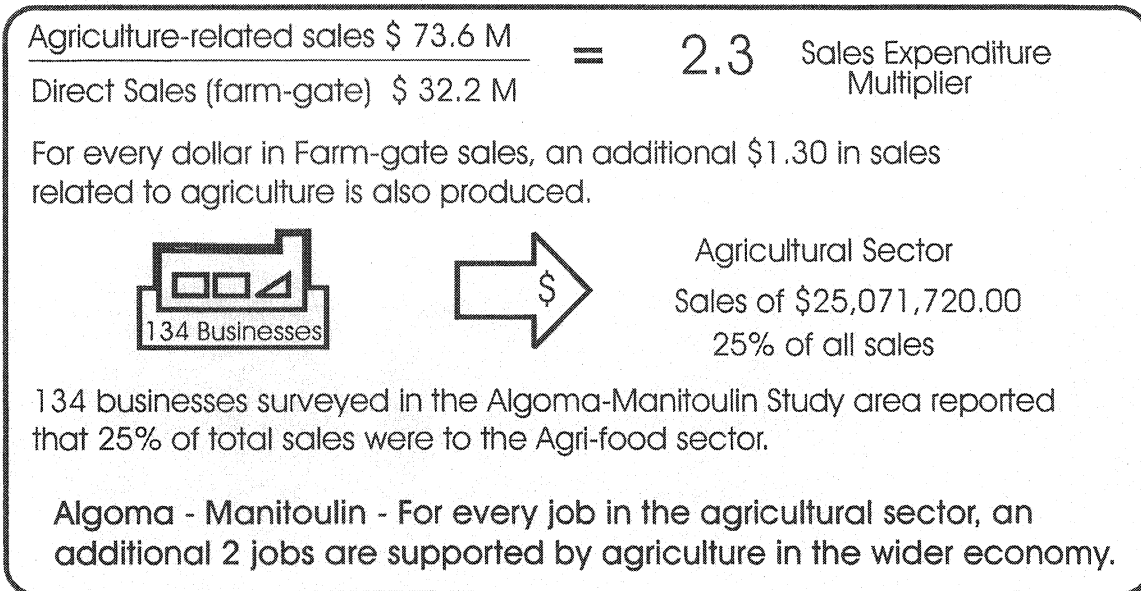 Agriculture-related sales $ 73.6 M
Direct Sales (farm-gate) $ 32.2 M
= 2.3 Sales Expenditure
Multiplier
For every dollar in Farm-gate sales, an additional $1.30 in sales
related to agriculture is also produced.
134 Businesses
$
Agricultural Sector
Sales of $25,071,720.00
25% of all sales
134 businesses surveyed in the Algoma-Manitoulin Study area reported
that 25% of total sales were to the Agri-food sector.
Algoma - Manitoulin - For every job in the agricultural sector, an
additional 2 jobs are supported by agriculture in the wider economy.